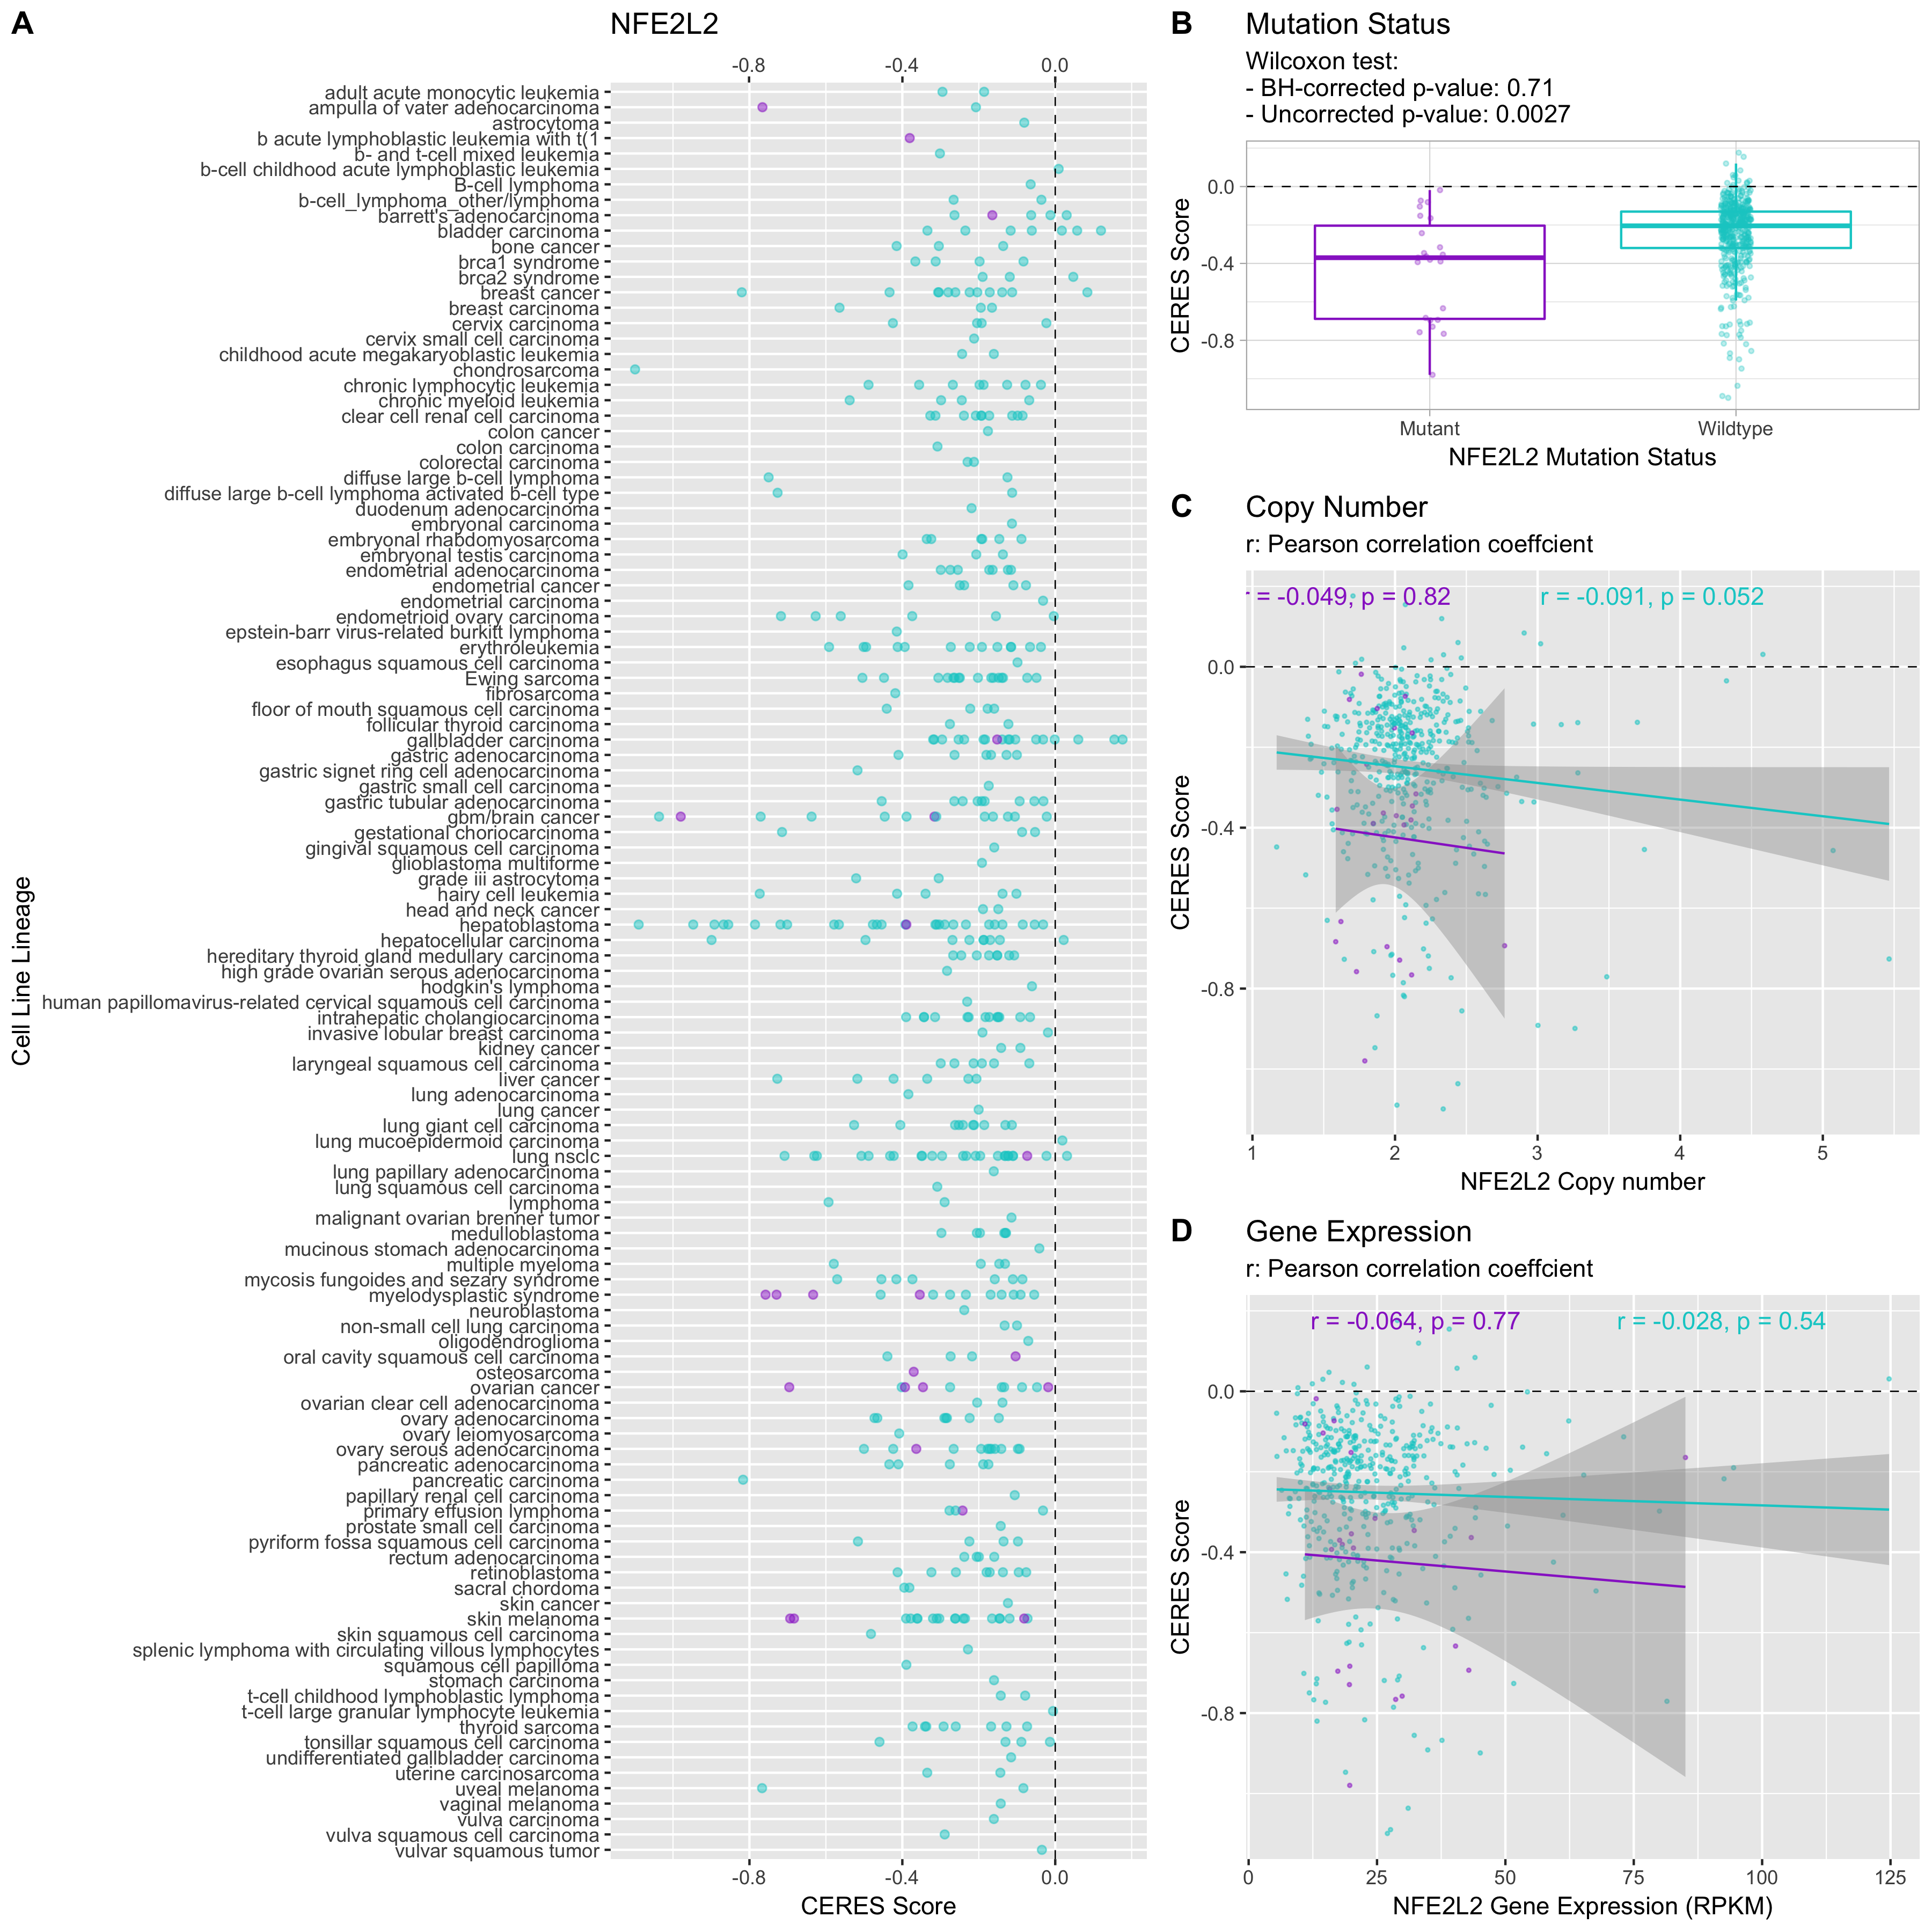 A
NFE2L2
-0.8 -0.4 0.0
adult acute monocytic leukemia
ampulla of vater adenocarcinoma
astrocytoma
b acute lymphoblastic leukemia with t(1
b- and t-cell mixed leukemia
b-cell childhood acute lymphoblastic leukemia
B-cell lymphoma
b-cell_lymphoma_other/lymphoma
barrett's adenocarcinoma
bladder carcinoma
bone cancer
brca1 syndrome
brca2 syndrome
breast cancer
breast carcinoma
cervix carcinoma
cervix small cell carcinoma
childhood acute megakaryoblastic leukemia
chondrosarcoma
chronic lymphocytic leukemia
chronic myeloid leukemia
clear cell renal cell carcinoma
colon cancer
colon carcinoma
colorectal carcinoma
diffuse large b-cell lymphoma
diffuse large b-cell lymphoma activated b-cell type
duodenum adenocarcinoma
embryonal carcinoma
embryonal rhabdomyosarcoma
embryonal testis carcinoma
endometrial adenocarcinoma
endometrial cancer
endometrial carcinoma
endometrioid ovary carcinoma
epstein-barr virus-related burkitt lymphoma
erythroleukemia
esophagus squamous cell carcinoma
Ewing sarcoma
fibrosarcoma
floor of mouth squamous cell carcinoma
follicular thyroid carcinoma
gallbladder carcinoma
gastric adenocarcinoma
gastric signet ring cell adenocarcinoma
gastric small cell carcinoma
gastric tubular adenocarcinoma
gbm/brain cancer
gestational choriocarcinoma
gingival squamous cell carcinoma
glioblastoma multiforme
grade iii astrocytoma
hairy cell leukemia
head and neck cancer
hepatoblastoma
hepatocellular carcinoma
hereditary thyroid gland medullary carcinoma
high grade ovarian serous adenocarcinoma
hodgkin's lymphoma
human papillomavirus-related cervical squamous cell carcinoma
intrahepatic cholangiocarcinoma
invasive lobular breast carcinoma
kidney cancer
laryngeal squamous cell carcinoma
liver cancer
lung adenocarcinoma
lung cancer
lung giant cell carcinoma
lung mucoepidermoid carcinoma
lung nsclc
lung papillary adenocarcinoma
lung squamous cell carcinoma
lymphoma
malignant ovarian brenner tumor
medulloblastoma
mucinous stomach adenocarcinoma
multiple myeloma
mycosis fungoides and sezary syndrome
myelodysplastic syndrome
neuroblastoma
non-small cell lung carcinoma
oligodendroglioma
oral cavity squamous cell carcinoma
osteosarcoma
ovarian cancer
ovarian clear cell adenocarcinoma
ovary adenocarcinoma
ovary leiomyosarcoma
ovary serous adenocarcinoma
pancreatic adenocarcinoma
pancreatic carcinoma
papillary renal cell carcinoma
primary effusion lymphoma
prostate small cell carcinoma
pyriform fossa squamous cell carcinoma
rectum adenocarcinoma
retinoblastoma
sacral chordoma
skin cancer
skin melanoma
skin squamous cell carcinoma
splenic lymphoma with circulating villous lymphocytes
squamous cell papilloma
stomach carcinoma
t-cell childhood lymphoblastic lymphoma
t-cell large granular lymphocyte leukemia
thyroid sarcoma
tonsillar squamous cell carcinoma
undifferentiated gallbladder carcinoma
uterine carcinosarcoma
uveal melanoma
vaginal melanoma
vulva carcinoma
vulva squamous cell carcinoma
vulvar squamous tumor
-0.8 -0.4 0.0
CERES Score
Cell Line Lineage
B
Mutation Status
Wilcoxon test:
- BH-corrected p-value: 0.71
- Uncorrected p-value: 0.0027
0.0
-0.4
-0.8
CERES Score
Mutant Wildtype
NFE2L2 Mutation Status
C
Copy Number
r: Pearson correlation coeffcient
r = -0.049, p = 0.82 r = -0.091, p = 0.052
0.0
-0.4
-0.8
CERES Score
1 2 3 4 5
NFE2L2 Copy number
D
Gene Expression
r: Pearson correlation coeffcient
r = -0.064, p = 0.77 r = -0.028, p = 0.54
0.0
-0.4
-0.8
CERES Score
0 25 50 75 100 125
NFE2L2 Gene Expression (RPKM)